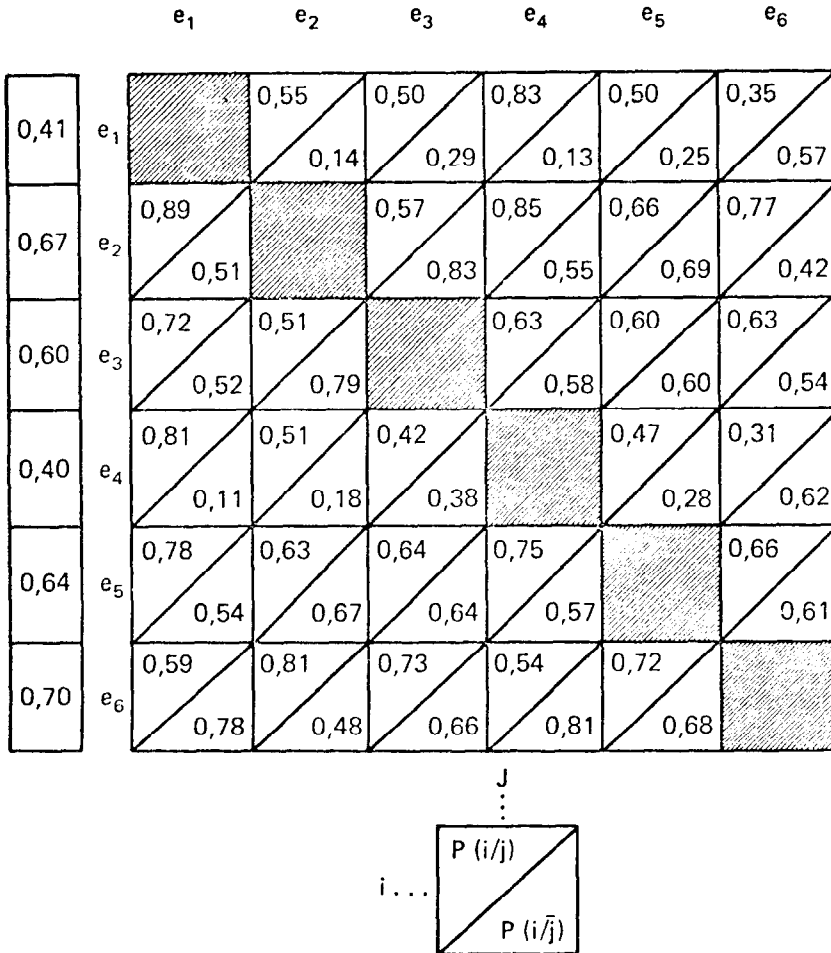 e₁ e₂ e₃ e₄ e₅ e₆
0,41 e₁ 0,55 0,50 0,83 0,50 0,35
0,14 0,29 0,13 0,25 0,57
0,67 e₂ 0,89 0,57 0,85 0,66 0,77
0,51 0,83 0,55 0,69 0,42
0,60 e₃ 0,72 0,51 0,63 0,60 0,63
0,52 0,79 0,58 0,60 0,54
0,40 e₄ 0,81 0,51 0,42 0,47 0,31
0,11 0,18 0,38 0,28 0,62
0,64 e₅ 0,78 0,63 0,64 0,75 0,66
0,54 0,67 0,64 0,57 0,61
0,70 e₆ 0,59 0,81 0,73 0,54 0,72
0,78 0,48 0,66 0,81 0,68
J
P (i/j)
i...
P (i/j̄)